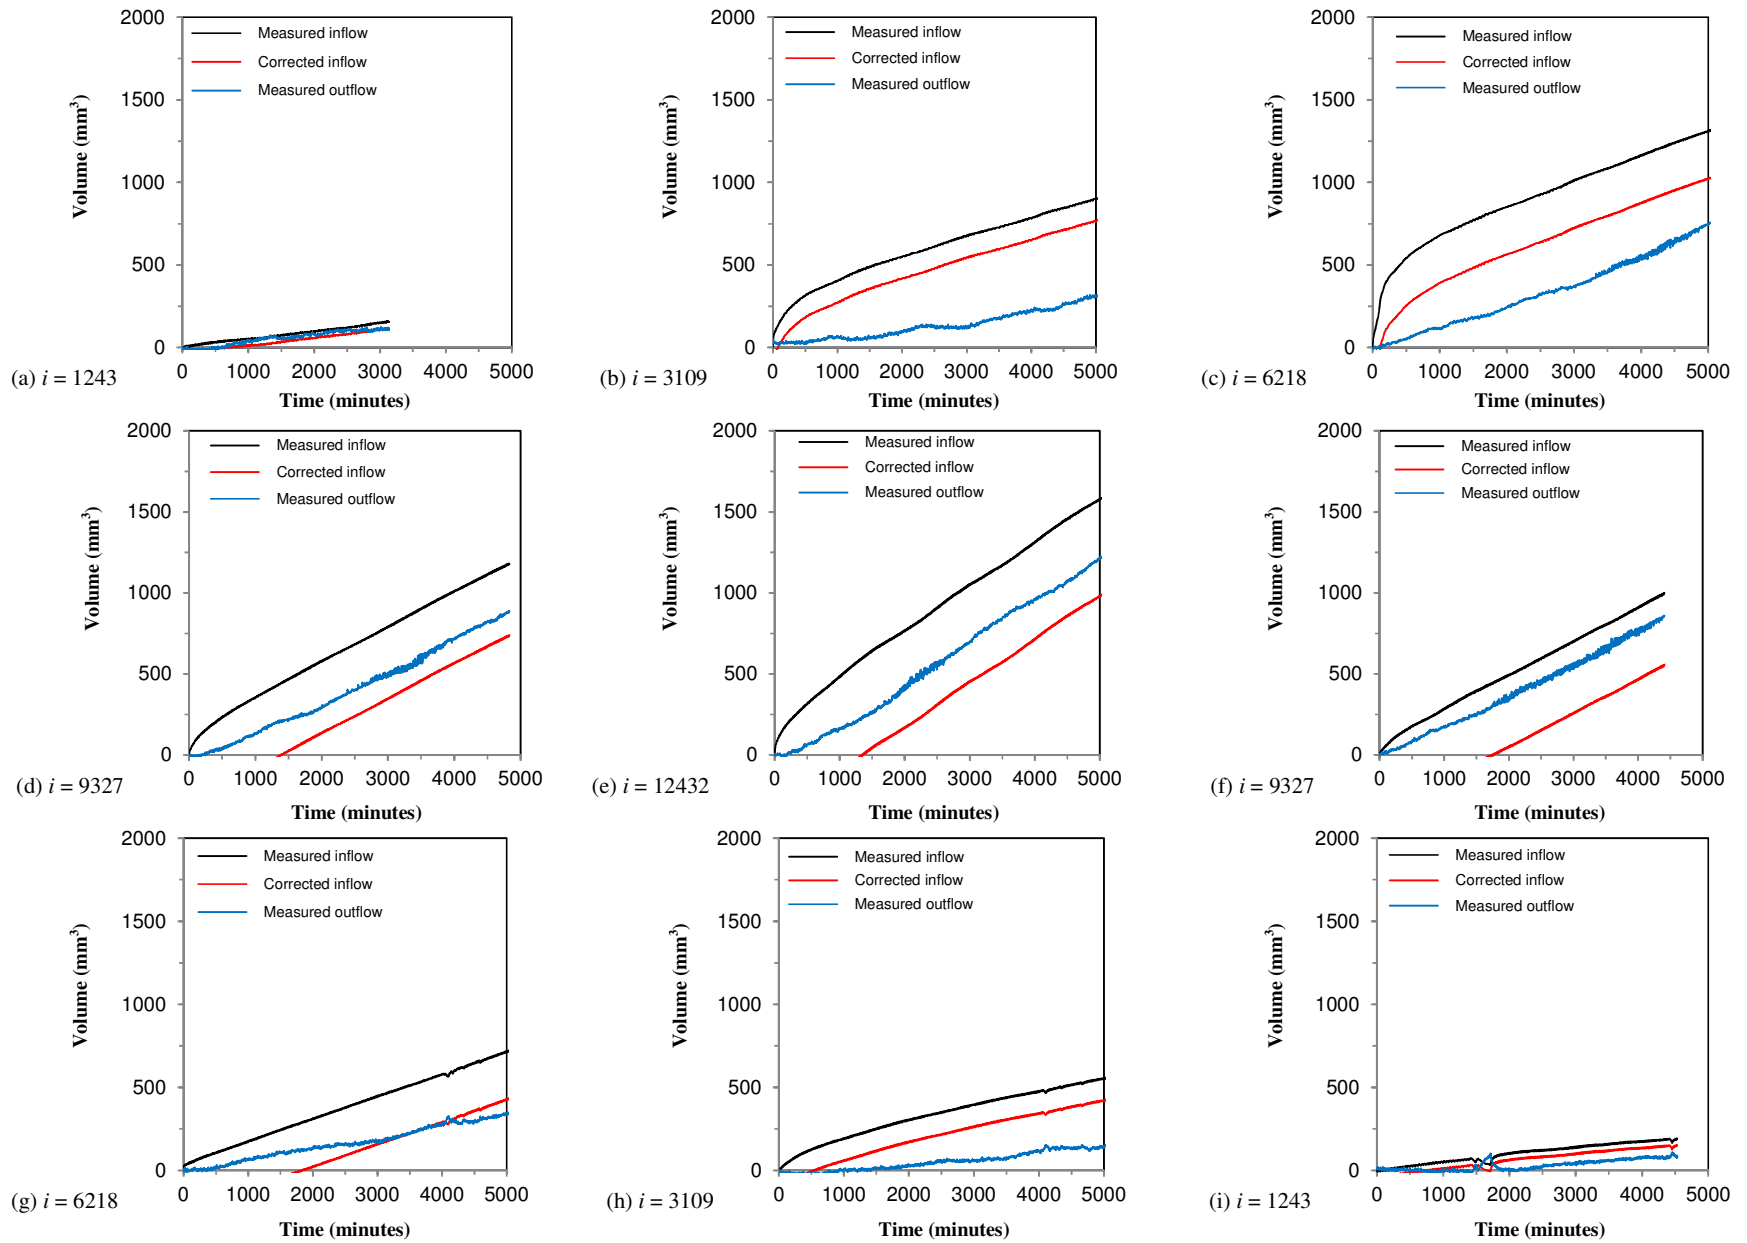 2000
1500
1000
500
0
Volume (mm³)
Measured inflow
Corrected inflow
Measured outflow
0 1000 2000 3000 4000 5000
Time (minutes)
(a) i = 1243
2000
1500
1000
500
0
Volume (mm³)
Measured inflow
Corrected inflow
Measured outflow
0 1000 2000 3000 4000 5000
Time (minutes)
(b) i = 3109
2000
1500
1000
500
0
Volume (mm³)
Measured inflow
Corrected inflow
Measured outflow
0 1000 2000 3000 4000 5000
Time (minutes)
(c) i = 6218
2000
1500
1000
500
0
Volume (mm³)
Measured inflow
Corrected inflow
Measured outflow
0 1000 2000 3000 4000 5000
Time (minutes)
(d) i = 9327
2000
1500
1000
500
0
Volume (mm³)
Measured inflow
Corrected inflow
Measured outflow
0 1000 2000 3000 4000 5000
Time (minutes)
(e) i = 12432
2000
1500
1000
500
0
Volume (mm³)
Measured inflow
Corrected inflow
Measured outflow
0 1000 2000 3000 4000 5000
Time (minutes)
(f) i = 9327
2000
1500
1000
500
0
Volume (mm³)
Measured inflow
Corrected inflow
Measured outflow
0 1000 2000 3000 4000 5000
Time (minutes)
(g) i = 6218
2000
1500
1000
500
0
Volume (mm³)
Measured inflow
Corrected inflow
Measured outflow
0 1000 2000 3000 4000 5000
Time (minutes)
(h) i = 3109
2000
1500
1000
500
0
Volume (mm³)
Measured inflow
Corrected inflow
Measured outflow
0 1000 2000 3000 4000 5000
Time (minutes)
(i) i = 1243